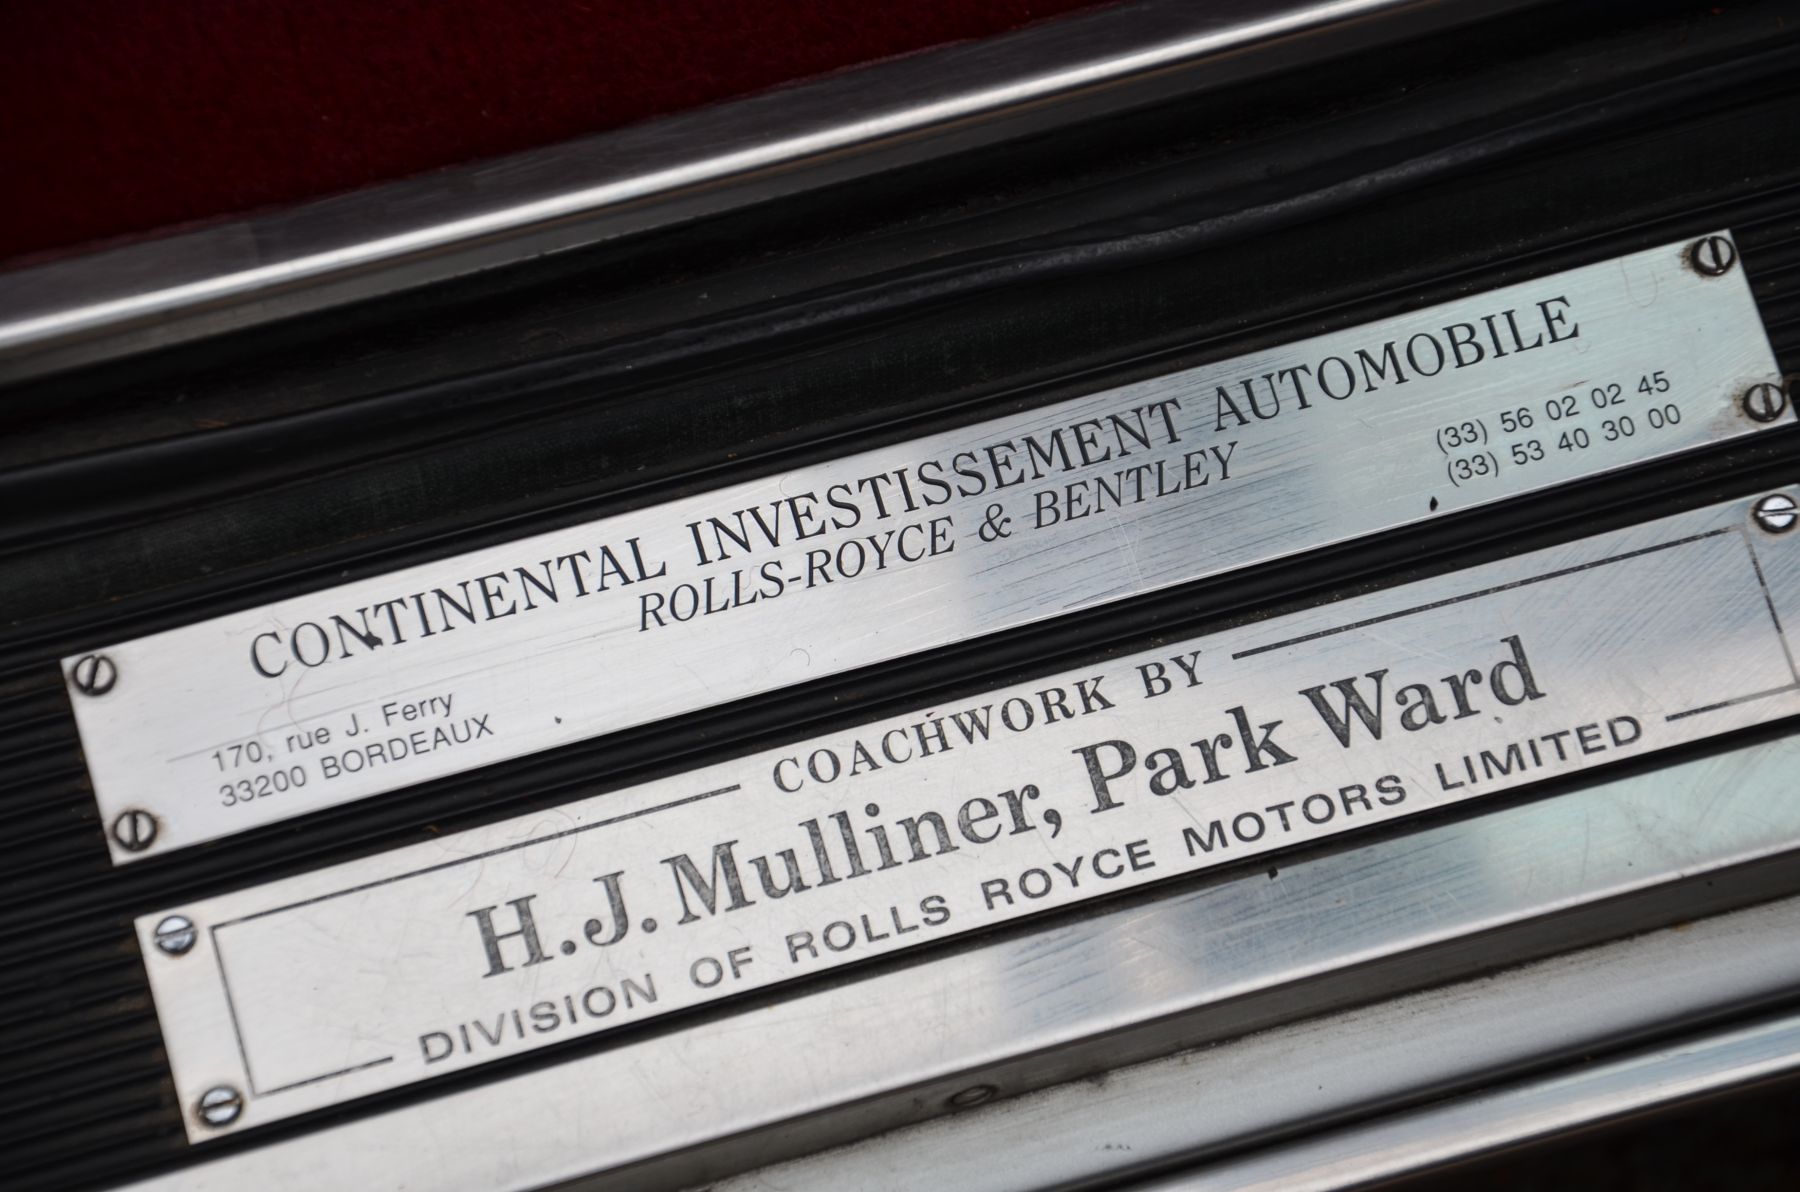 CONTINENTAL INVESTISSEMENT AUTOMOBILE
ROLLS-ROYCE & BENTLEY
170, rue J. Ferry
33200 BORDEAUX
(33) 56 02 02 45
(33) 53 40 30 00
COACHWORK BY
H.J. Mulliner, Park Ward
DIVISION OF ROLLS ROYCE MOTORS LIMITED